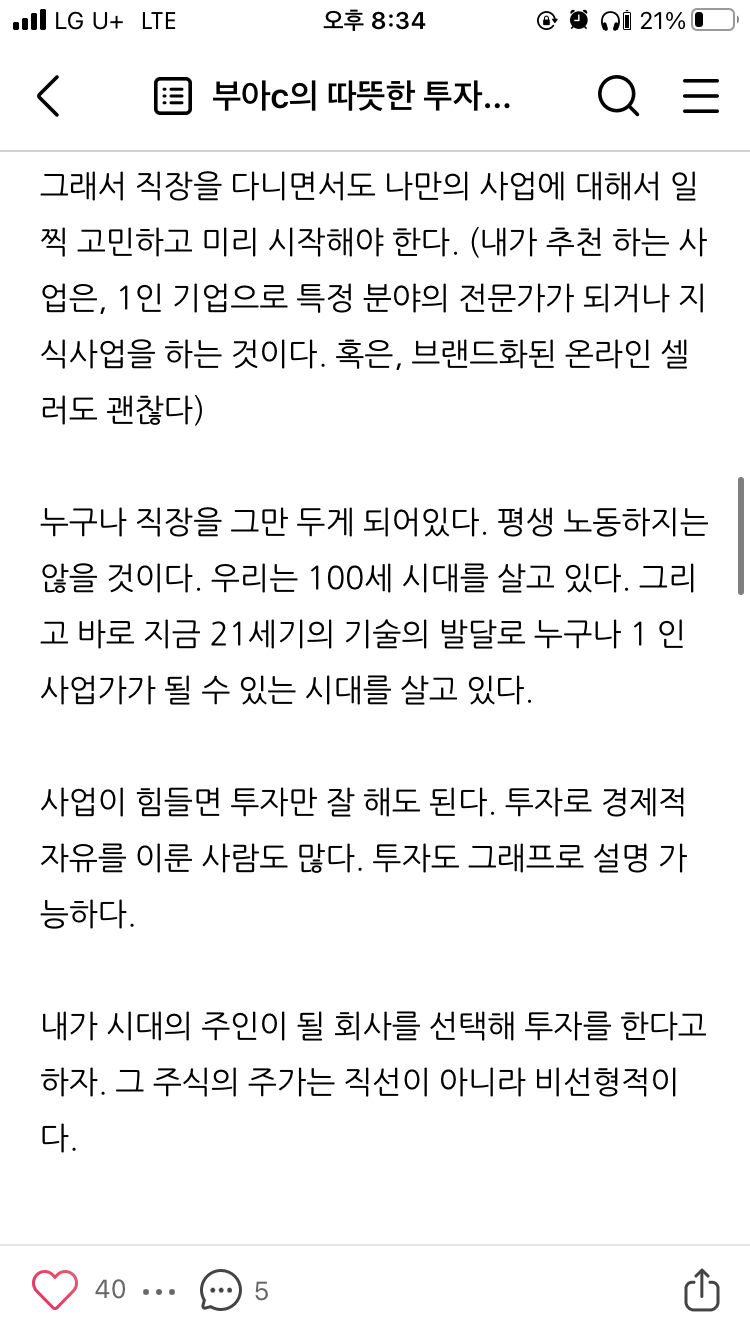 LG U+ LTE 오후 8:34 21%
부아c의 따뜻한 투자...
그래서 직장을 다니면서도 나만의 사업에 대해서 일
찍 고민하고 미리 시작해야 한다. (내가 추천 하는 사
업은, 1인 기업으로 특정 분야의 전문가가 되거나 지
식사업을 하는 것이다. 혹은, 브랜드화된 온라인 셀
러도 괜찮다)
누구나 직장을 그만 두게 되어있다. 평생 노동하지는
않을 것이다. 우리는 100세 시대를 살고 있다. 그리
고 바로 지금 21세기의 기술의 발달로 누구나 1 인
사업가가 될 수 있는 시대를 살고 있다.
사업이 힘들면 투자만 잘 해도 된다. 투자로 경제적
자유를 이룬 사람도 많다. 투자도 그래프로 설명 가
능하다.
내가 시대의 주인이 될 회사를 선택해 투자를 한다고
하자. 그 주식의 주가는 직선이 아니라 비선형적이
다.
40 5